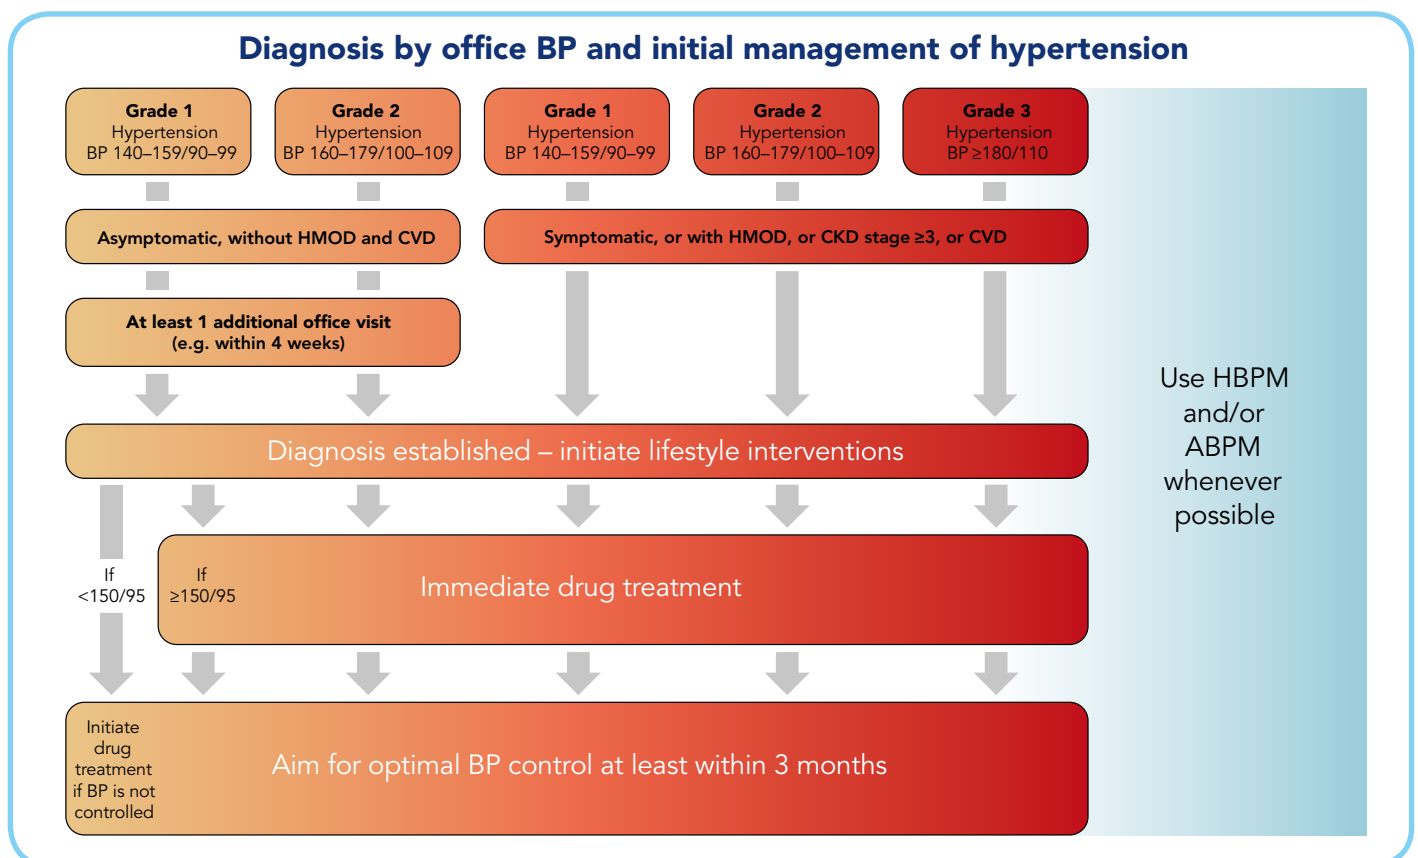 Diagnosis by office BP and initial management of hypertension
Grade 1
Hypertension
BP 140–159/90–99
Grade 2
Hypertension
BP 160–179/100–109
Grade 1
Hypertension
BP 140–159/90–99
Grade 2
Hypertension
BP 160–179/100–109
Grade 3
Hypertension
BP ≥180/110
Asymptomatic, without HMOD and CVD
Symptomatic, or with HMOD, or CKD stage ≥3, or CVD
At least 1 additional office visit
(e.g. within 4 weeks)
Diagnosis established – initiate lifestyle interventions
If
<150/95
If
≥150/95
Immediate drug treatment
Initiate
drug
treatment
if BP is not
controlled
Aim for optimal BP control at least within 3 months
Use HBPM
and/or
ABPM
whenever
possible